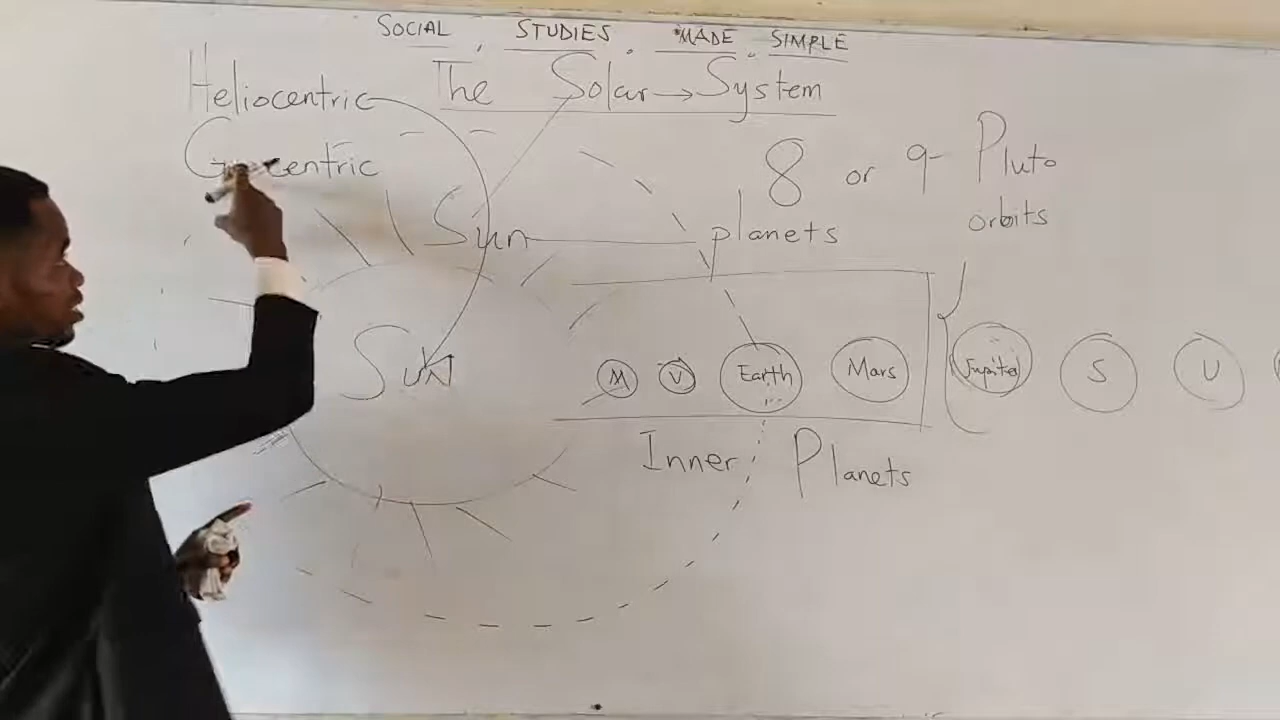 SOCIAL STUDIES MADE SIMPLE
The Solar → System
Heliocentric
centric
8 or 9- Pluto
orbits
Sun planets
SUN
M V Earth Mars Jupiter S U
Inner Planets